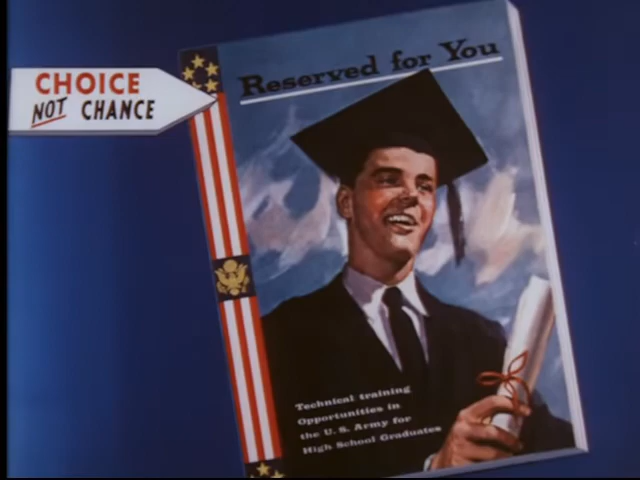 CHOICE
NOT CHANCE
Reserved for You
Technical training
Opportunities in
the U.S. Army for
High School Graduates